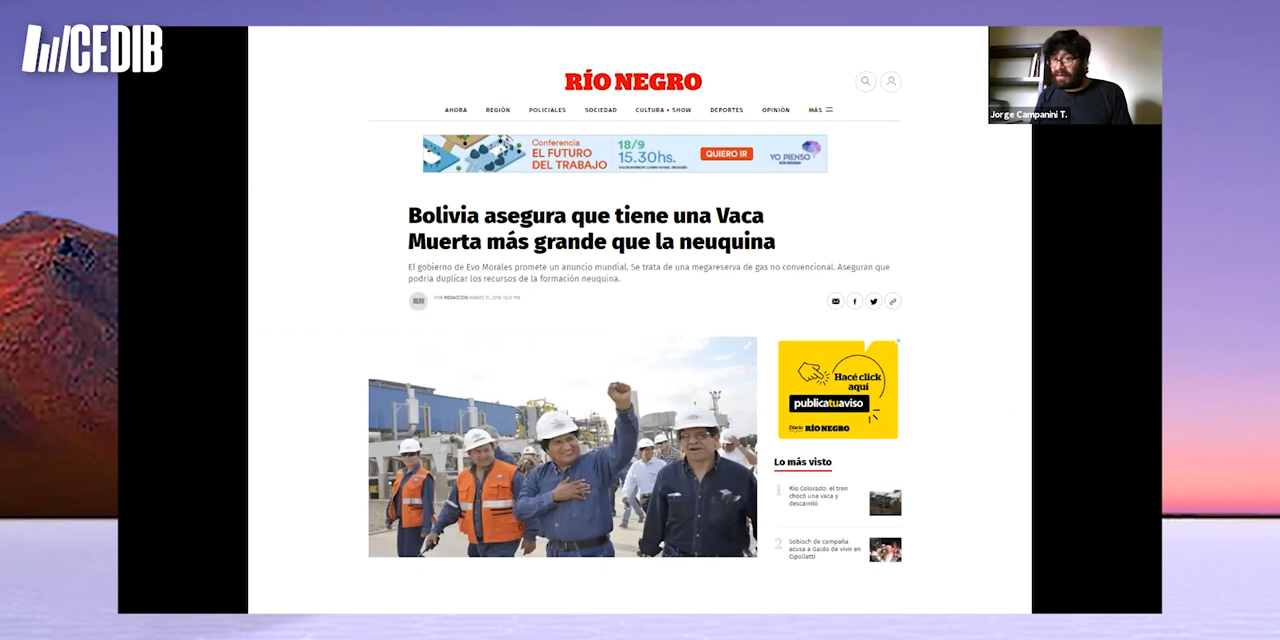 CEDIB
RÍO NEGRO
AHORA REGIÓN POLICIALES SOCIEDAD CULTURA + SHOW DEPORTES OPINIÓN MÁS
Conferencia
EL FUTURO
DEL TRABAJO
18/9
15.30hs.
QUIERO IR
YO PIENSO
Jorge Campanini T.
Bolivia asegura que tiene una Vaca
Muerta más grande que la neuquina
El gobierno de Evo Morales promete un anuncio mundial. Se trata de una megareserva de gas no convencional. Aseguran que
podría duplicar los recursos de la formación neuquina.
RN
POR REDACCIÓN
Hacé click
aquí
publicatuaviso
Diario RÍO NEGRO
Lo más visto
1
Río Colorado: el tren
chocó una vaca y
descarriló
2
Sobisch de campaña
acusa a Gaido de vivir en
Cipolletti